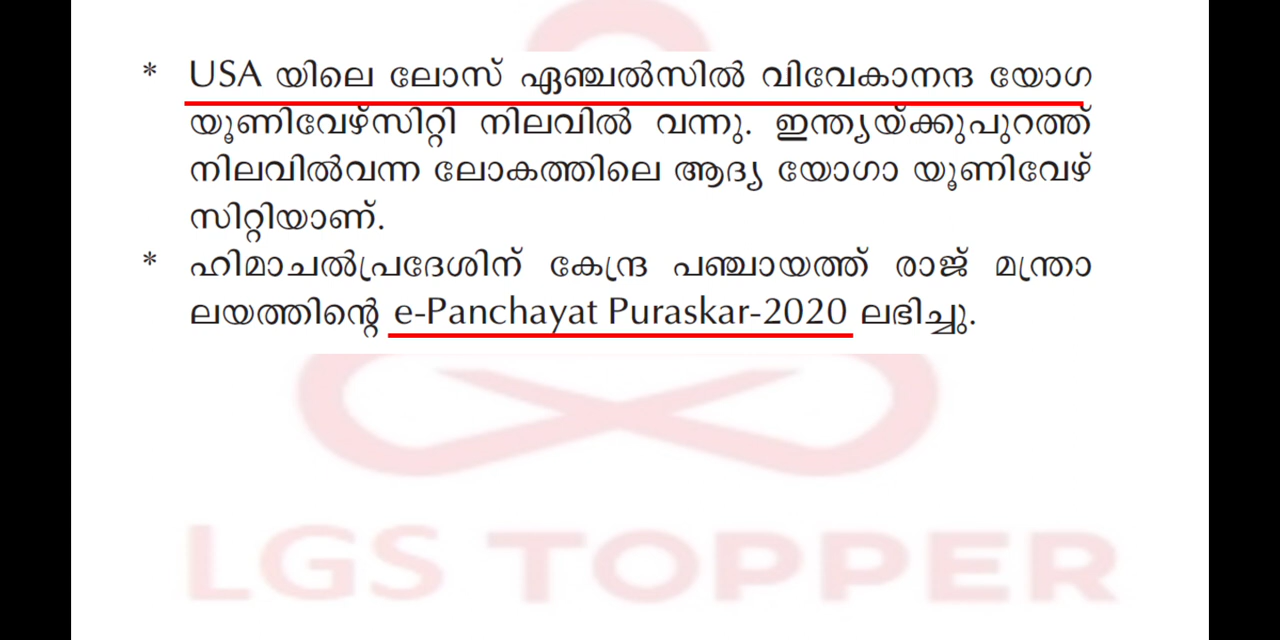 * USA യിലെ ലോസ് ഏഞ്ചൽസിൽ വിവേകാനന്ദ യോഗ
യൂണിവേഴ്സിറ്റി നിലവിൽ വന്നു. ഇന്ത്യയ്ക്കുപുറത്ത്
നിലവിൽവന്ന ലോകത്തിലെ ആദ്യ യോഗാ യൂണിവേഴ്
സിറ്റിയാണ്.
* ഹിമാചൽപ്രദേശിന് കേന്ദ്ര പഞ്ചായത്ത് രാജ് മന്ത്രാ
ലയത്തിന്റെ e-Panchayat Puraskar-2020 ലഭിച്ചു.
LGS TOPPER